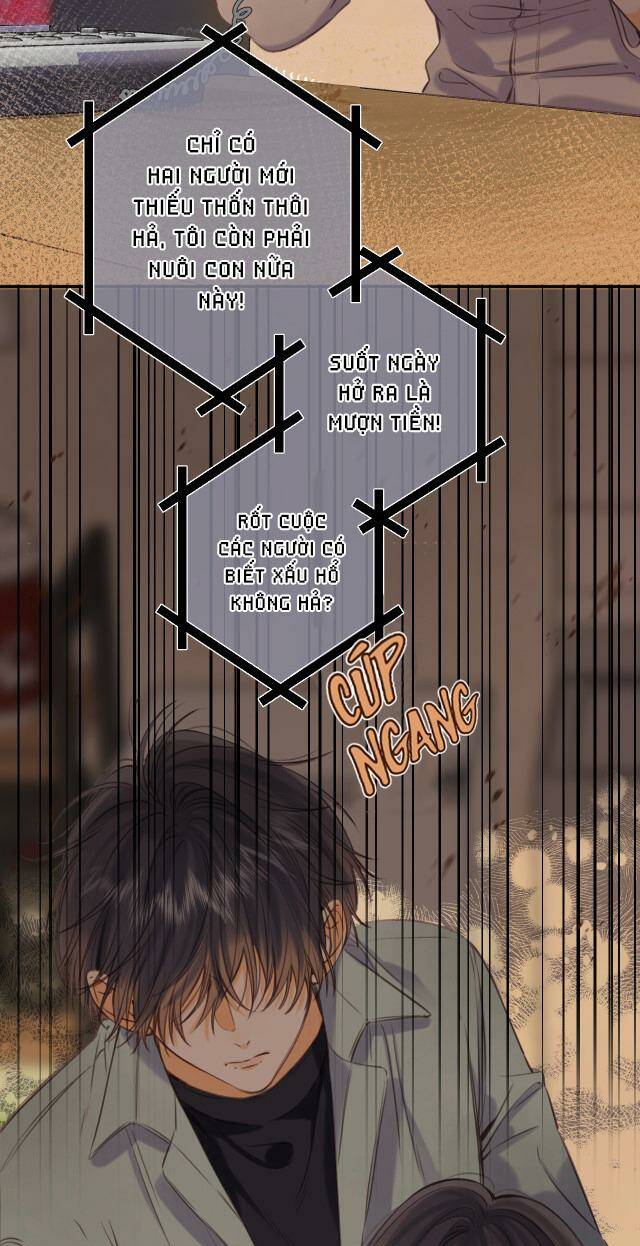 CHỈ CÓ
HAI NGƯỜI MỚI
THIẾU THỐN THÔI
HẢ, TÔI CÒN PHẢI
NUÔI CON NỮA
NÀY!
SUỐT NGÀY
HỞ RA LÀ
MƯỢN TIỀN!
RỐT CUỘC
CÁC NGƯỜI CÓ
BIẾT XẤU HỔ
KHÔNG HẢ?
CÚP
NGANG